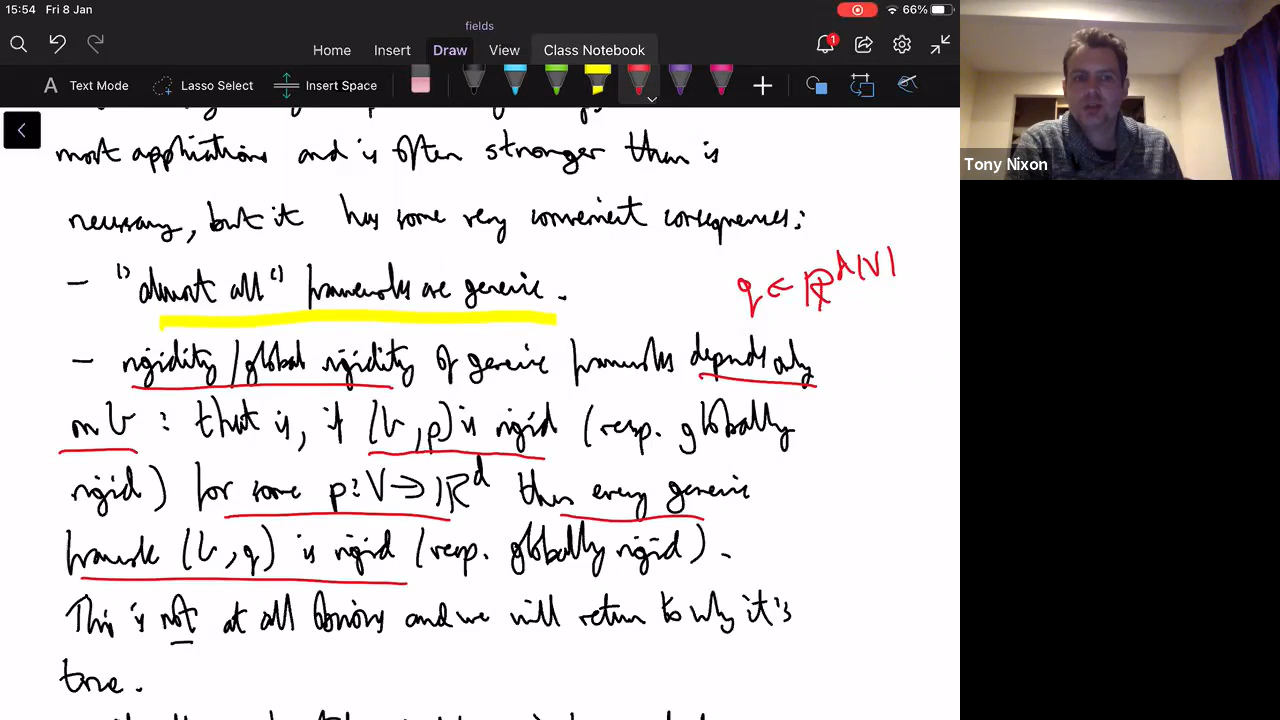 15:54 Fri 8 Jan
66%
fields
Home Insert Draw View Class Notebook
1
A Text Mode Lasso Select Insert Space
Tony Nixon
most applications and is often stronger than is
necessary, but it has some very convenient consequences:
- "almost all" frameworks are generic.
q ∈ ℝ^d|V|
- rigidity/global rigidity of generic frameworks depends only
on G : that is, if (G,p) is rigid (resp. globally
rigid) for some p:V→ℝ^d then every generic
framework (G,q) is rigid (resp. globally rigid).
This is not at all obvious and we will return to why it's
true.